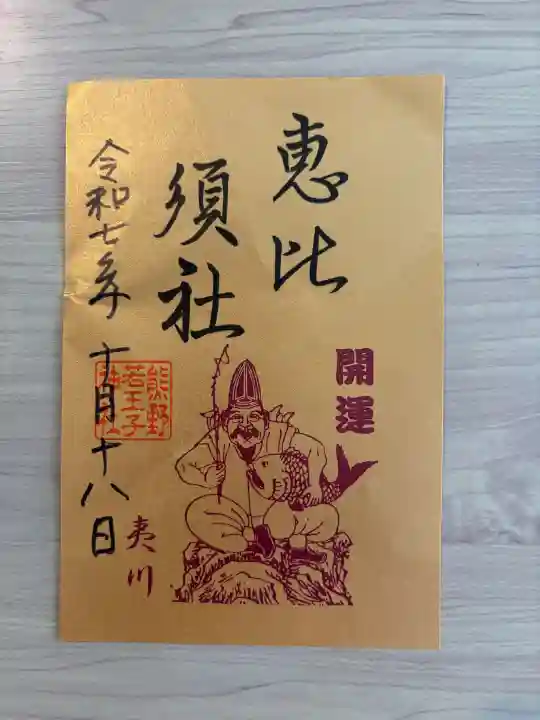 恵比
須社
開運
令和七年 十月十八日
熊野
若王子
神社
夷川